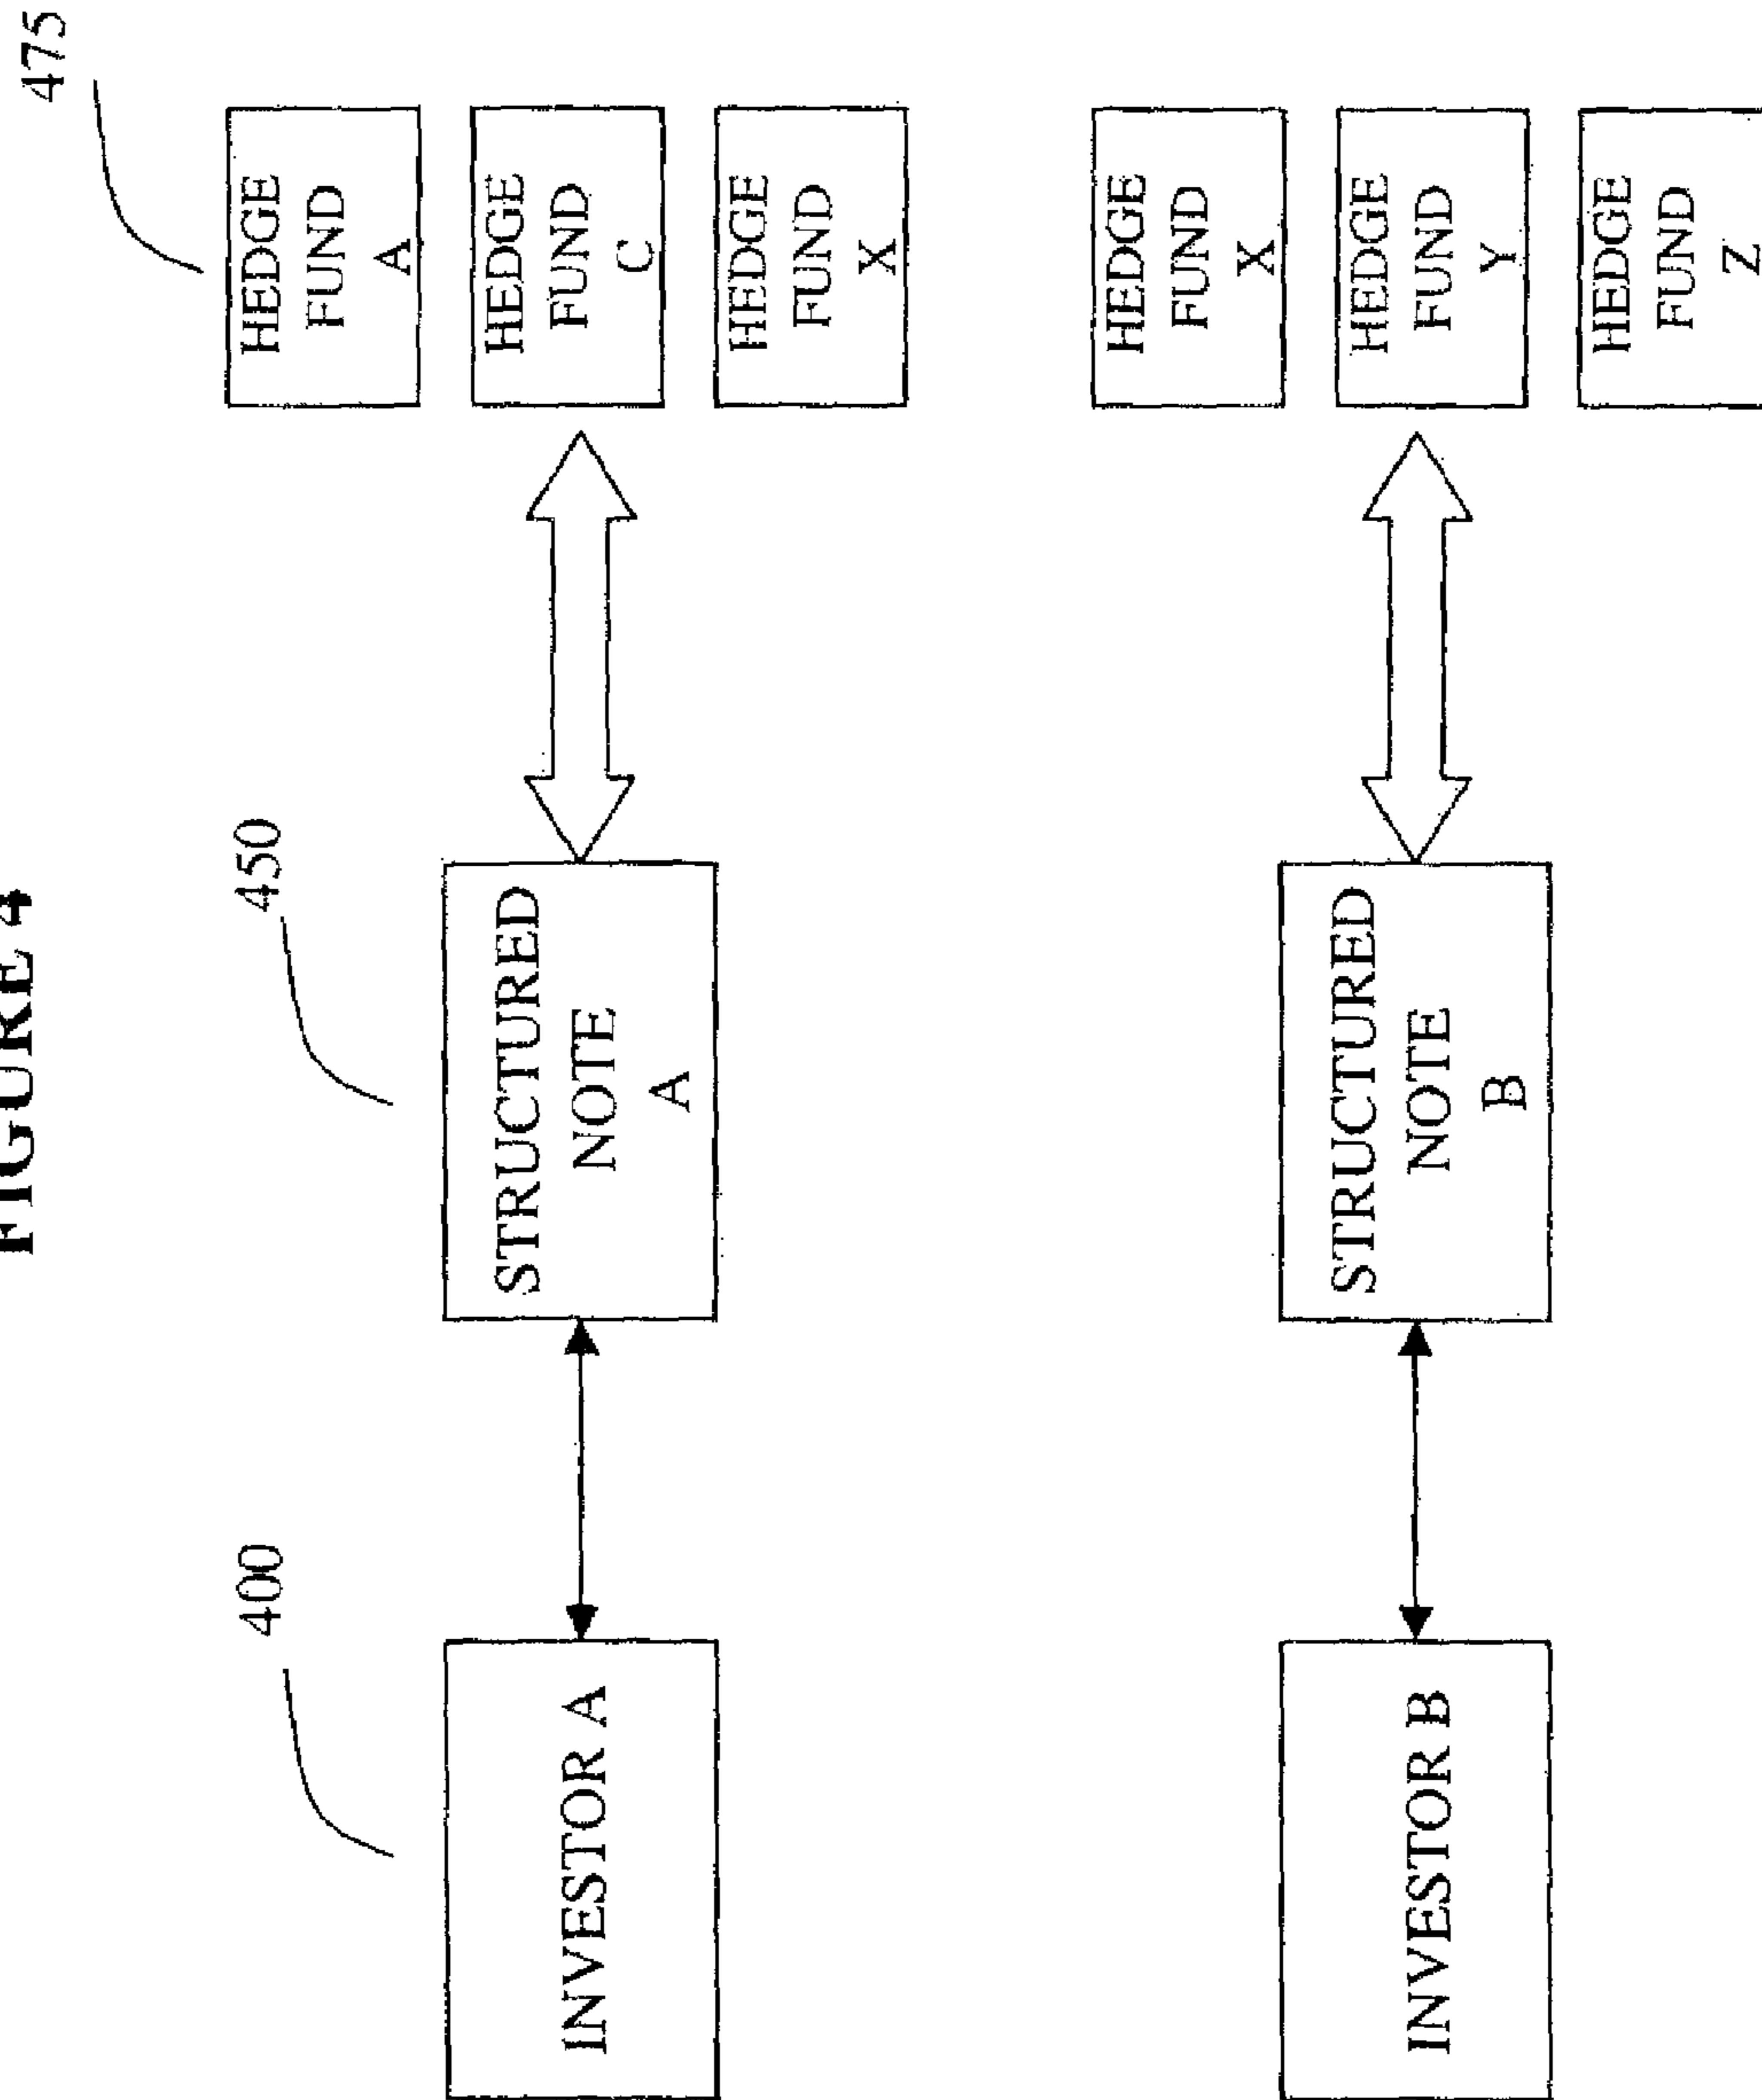 FIGURE 4
400
450
475
INVESTOR A
STRUCTURED
NOTE
A
HEDGE
FUND
A
HEDGE
FUND
C
HEDGE
FUND
X
INVESTOR B
STRUCTURED
NOTE
B
HEDGE
FUND
X
HEDGE
FUND
Y
HEDGE
FUND
Z